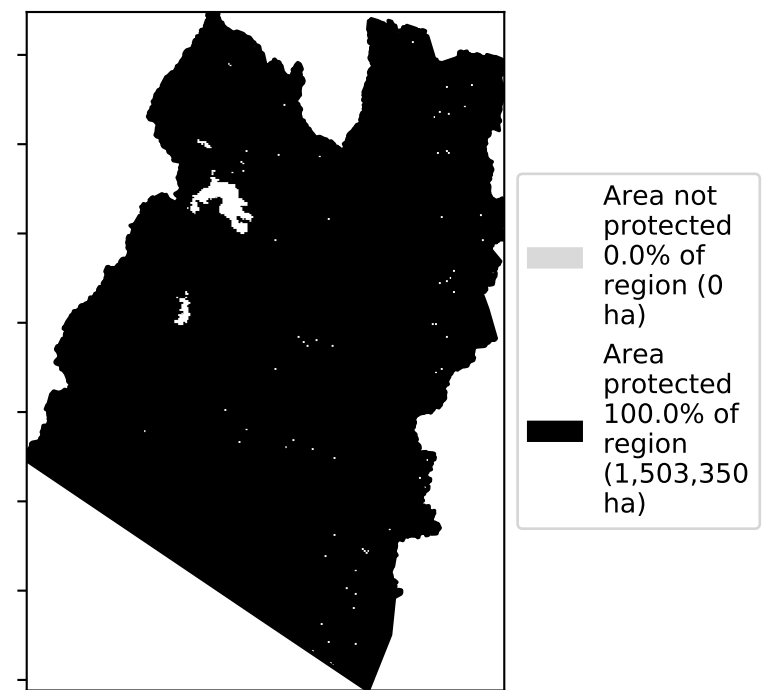 Area not
protected
0.0% of
region (0
ha)
Area
protected
100.0% of
region
(1,503,350
ha)